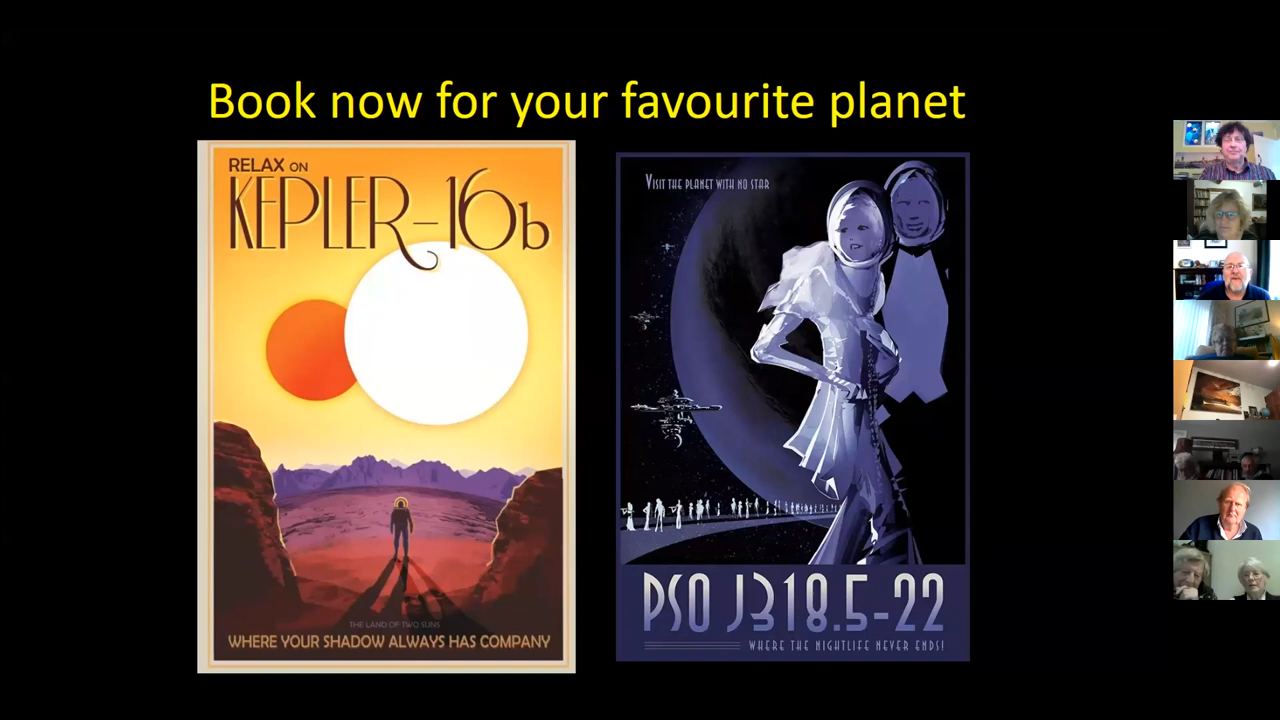 Book now for your favourite planet
RELAX ON
KEPLER-16b
THE LAND OF TWO SUNS
WHERE YOUR SHADOW ALWAYS HAS COMPANY
VISIT THE PLANET WITH NO STAR
PSO J318.5-22
WHERE THE NIGHTLIFE NEVER ENDS!